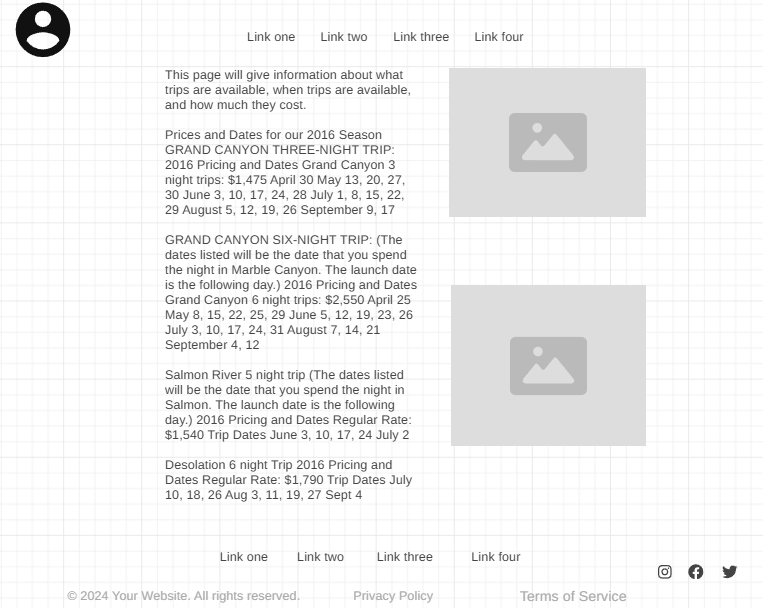 Link one Link two Link three Link four
This page will give information about what
trips are available, when trips are available,
and how much they cost.
Prices and Dates for our 2016 Season
GRAND CANYON THREE-NIGHT TRIP:
2016 Pricing and Dates Grand Canyon 3
night trips: $1,475 April 30 May 13, 20, 27,
30 June 3, 10, 17, 24, 28 July 1, 8, 15, 22,
29 August 5, 12, 19, 26 September 9, 17
GRAND CANYON SIX-NIGHT TRIP: (The
dates listed will be the date that you spend
the night in Marble Canyon. The launch date
is the following day.) 2016 Pricing and Dates
Grand Canyon 6 night trips: $2,550 April 25
May 8, 15, 22, 25, 29 June 5, 12, 19, 23, 26
July 3, 10, 17, 24, 31 August 7, 14, 21
September 4, 12
Salmon River 5 night trip (The dates listed
will be the date that you spend the night in
Salmon. The launch date is the following
day.) 2016 Pricing and Dates Regular Rate:
$1,540 Trip Dates June 3, 10, 17, 24 July 2
Desolation 6 night Trip 2016 Pricing and
Dates Regular Rate: $1,790 Trip Dates July
10, 18, 26 Aug 3, 11, 19, 27 Sept 4
Link one Link two Link three Link four
© 2024 Your Website. All rights reserved. Privacy Policy Terms of Service